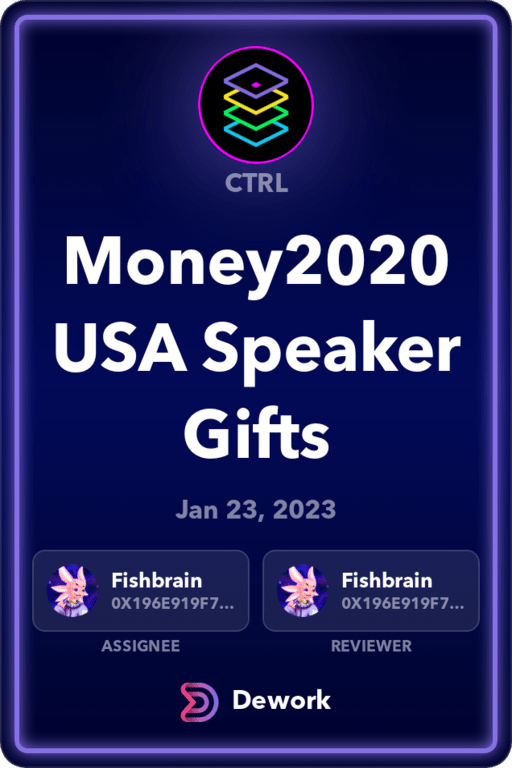 CTRL
Money2020
USA Speaker
Gifts
Jan 23, 2023
Fishbrain
0X196E919F7...
ASSIGNEE
Fishbrain
0X196E919F7...
REVIEWER
Dework